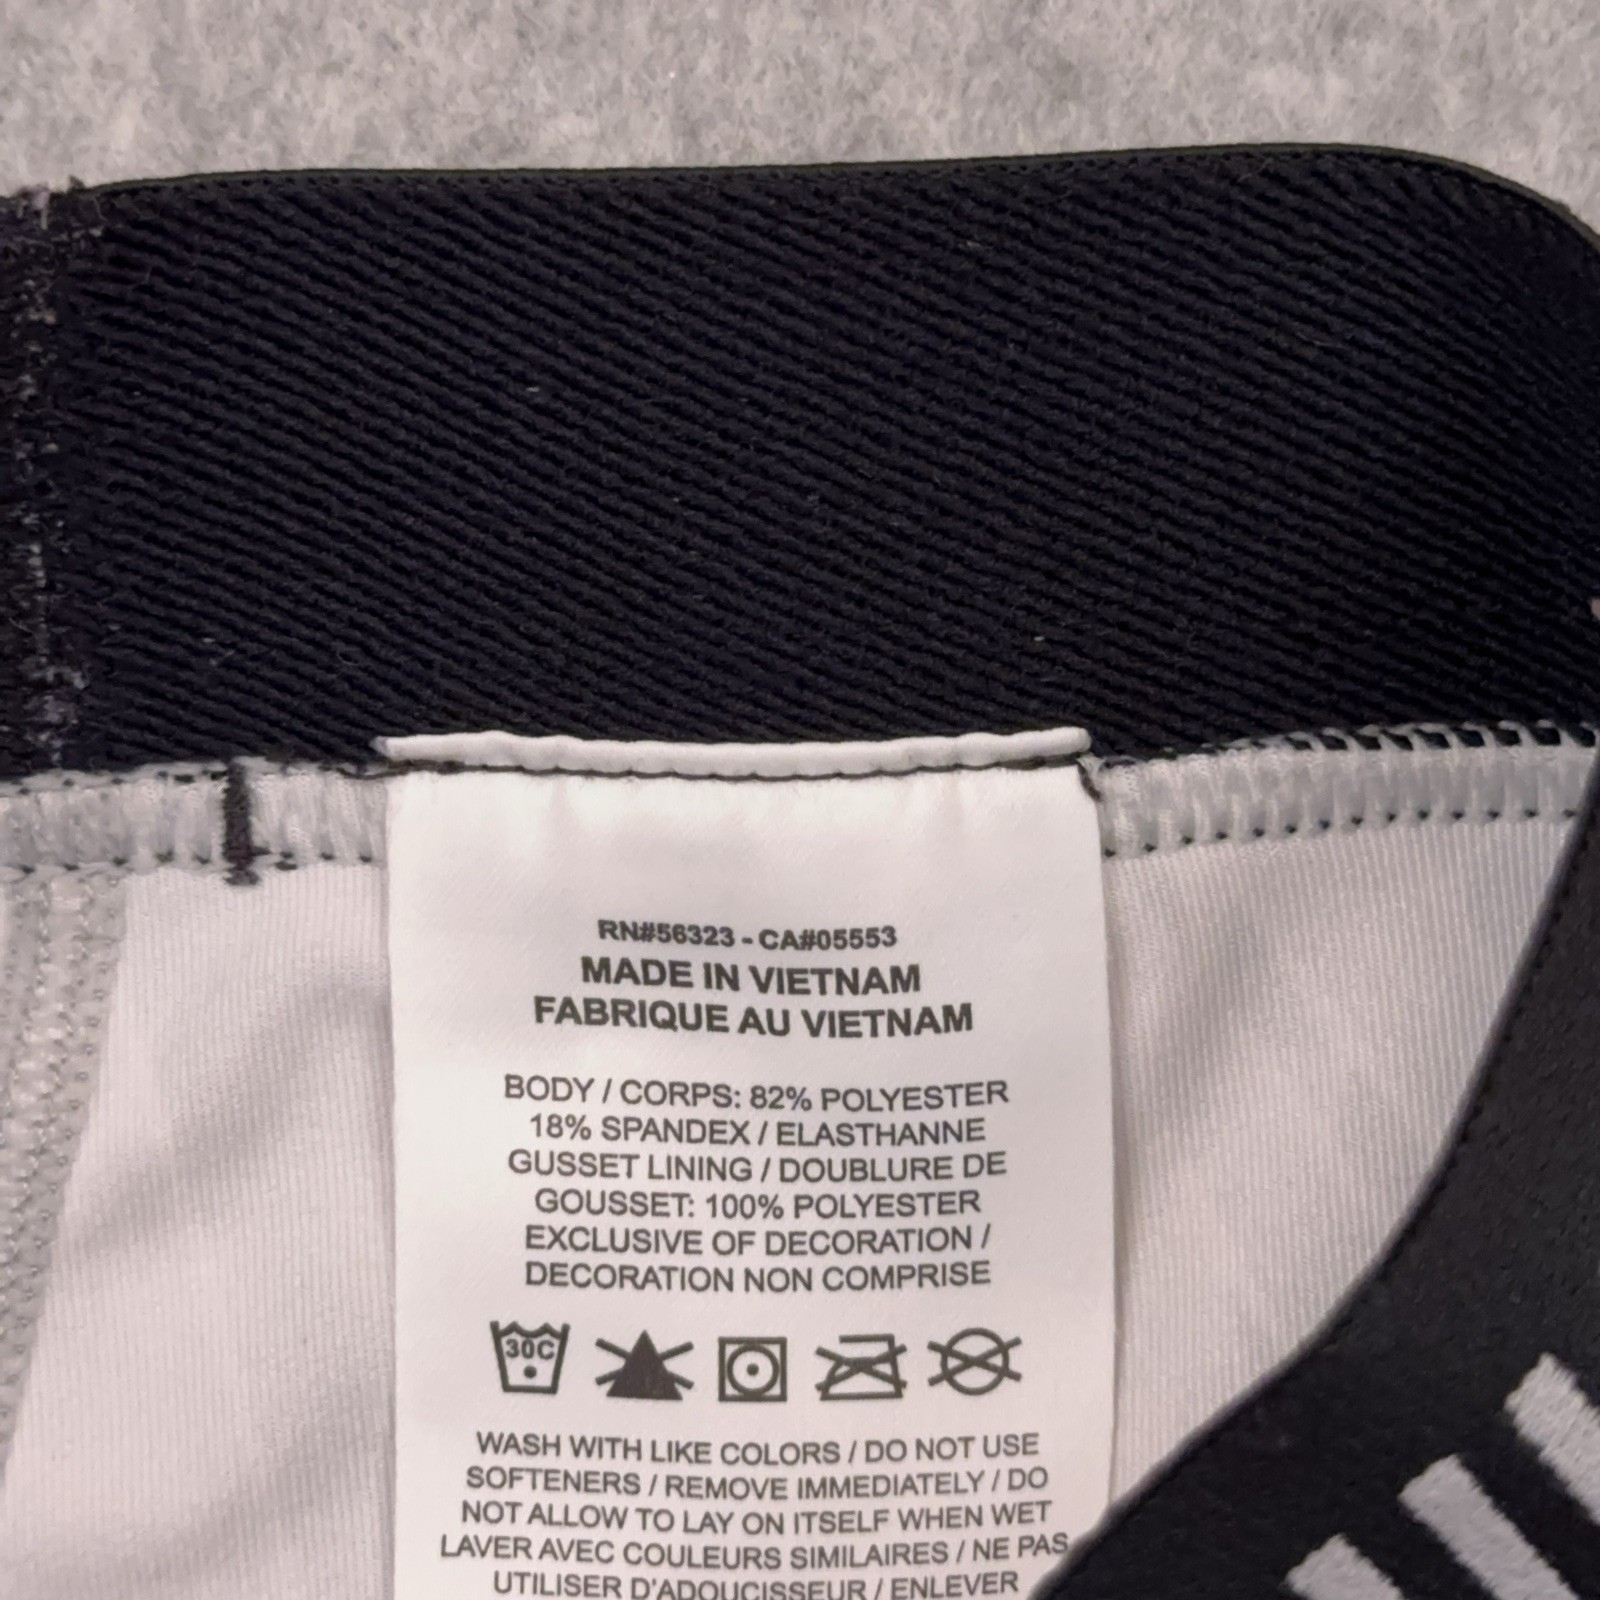 RN#56323 - CA#05553
MADE IN VIETNAM
FABRIQUE AU VIETNAM
BODY / CORPS: 82% POLYESTER
18% SPANDEX / ELASTHANNE
GUSSET LINING / DOUBLURE DE
GOUSSET: 100% POLYESTER
EXCLUSIVE OF DECORATION /
DECORATION NON COMPRISE
30C
WASH WITH LIKE COLORS / DO NOT USE
SOFTENERS / REMOVE IMMEDIATELY / DO
NOT ALLOW TO LAY ON ITSELF WHEN WET
LAVER AVEC COULEURS SIMILAIRES / NE PAS
UTILISER D'ADOUCISSEUR / ENLEVER